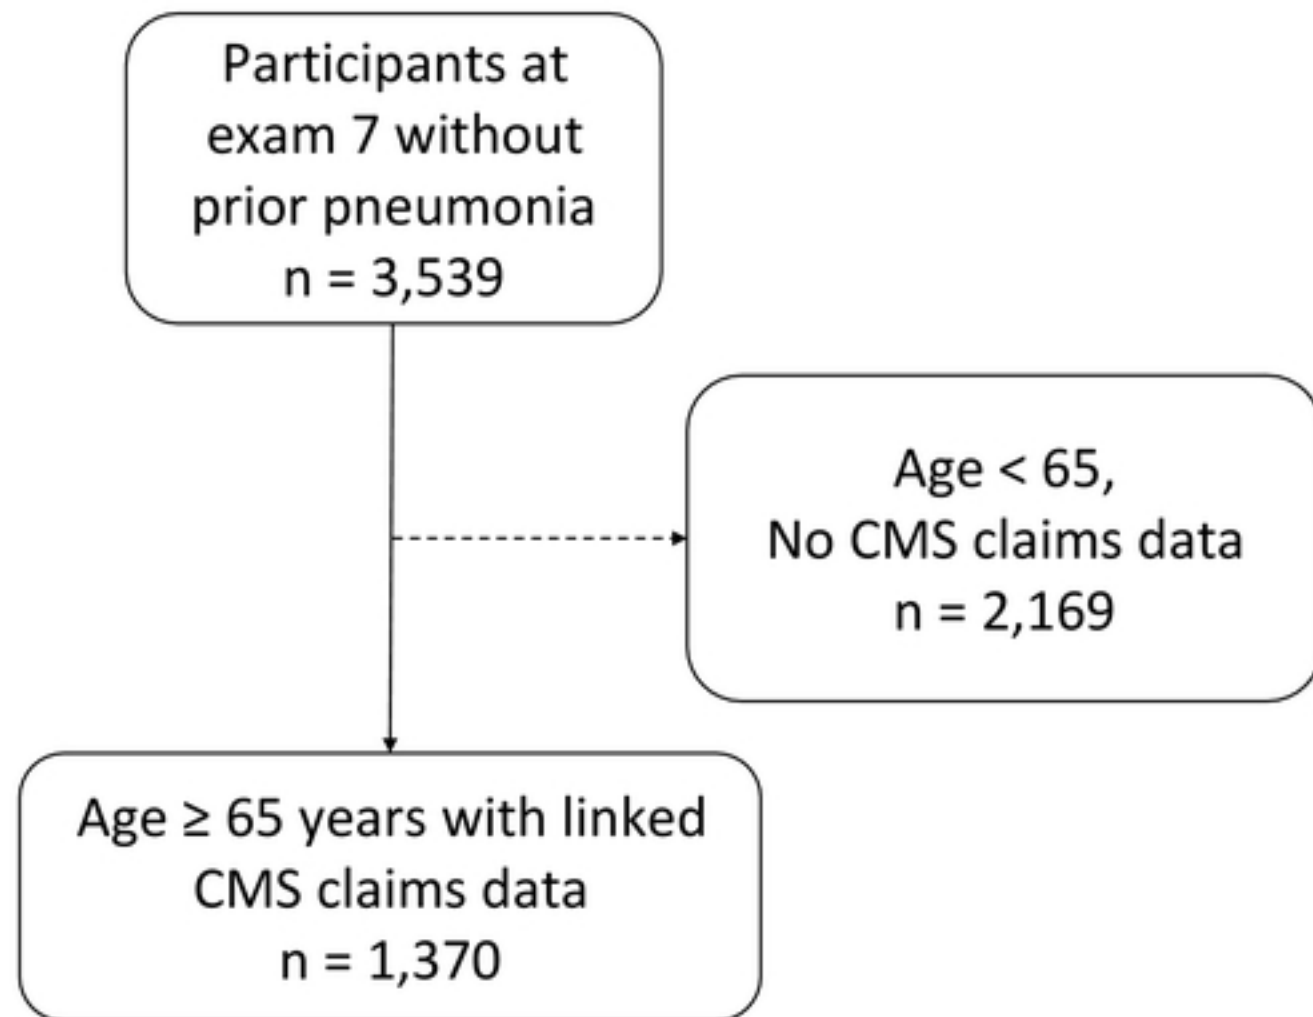 Participants at
exam 7 without
prior pneumonia
n = 3,539
Age < 65,
No CMS claims data
n = 2,169
Age ≥ 65 years with linked
CMS claims data
n = 1,370